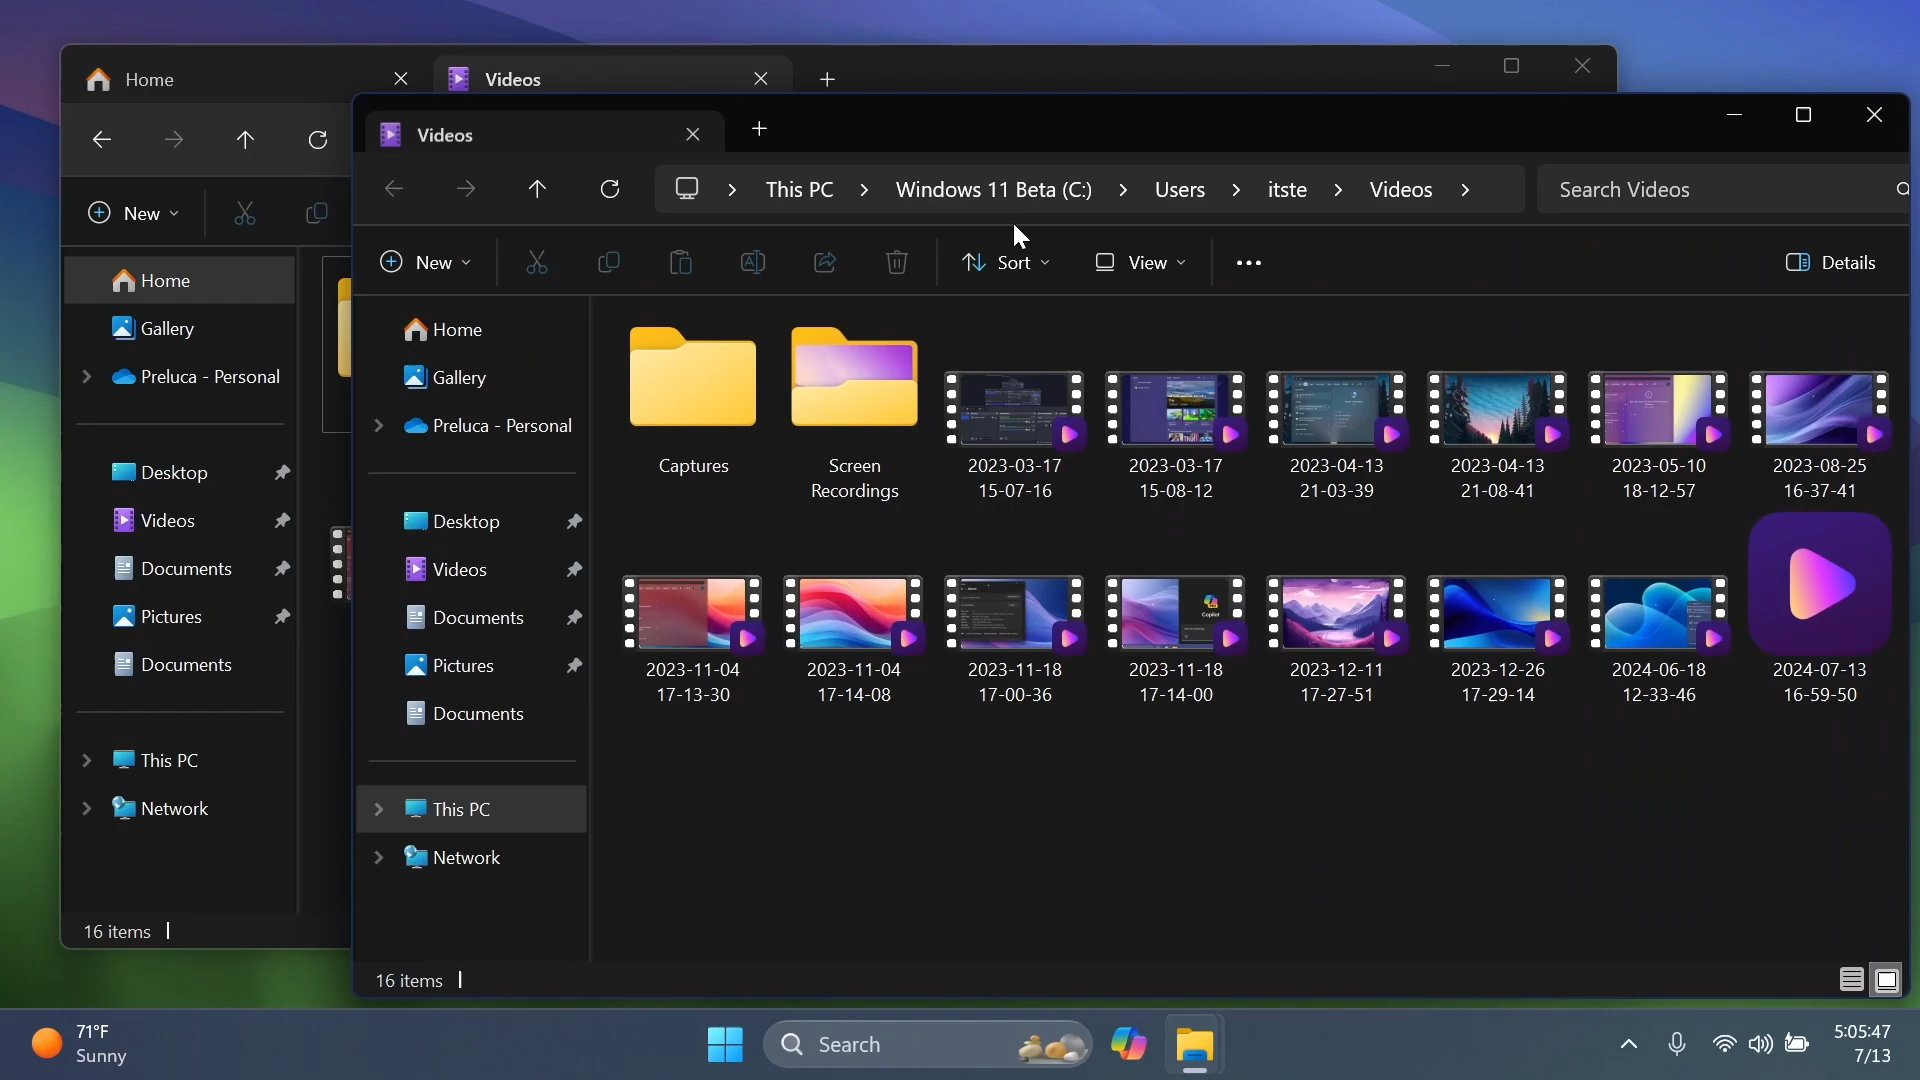 Home
Videos
New
Home
Gallery
Preluca - Personal
Desktop
Videos
Documents
Pictures
Documents
This PC
Network
16 items
Videos
This PC
Windows 11 Beta (C:)
Users
itste
Videos
Search Videos
New
Sort
View
Details
Home
Gallery
Preluca - Personal
Desktop
Videos
Documents
Pictures
Documents
This PC
Network
Captures
Screen
Recordings
2023-03-17
15-07-16
2023-03-17
15-08-12
2023-04-13
21-03-39
2023-04-13
21-08-41
2023-05-10
18-12-57
2023-08-25
16-37-41
2023-11-04
17-13-30
2023-11-04
17-14-08
2023-11-18
17-00-36
Copilot
2023-11-18
17-14-00
2023-12-11
17-27-51
2023-12-26
17-29-14
2024-06-18
12-33-46
2024-07-13
16-59-50
16 items
71°F
Sunny
Search
5:05:47
7/13